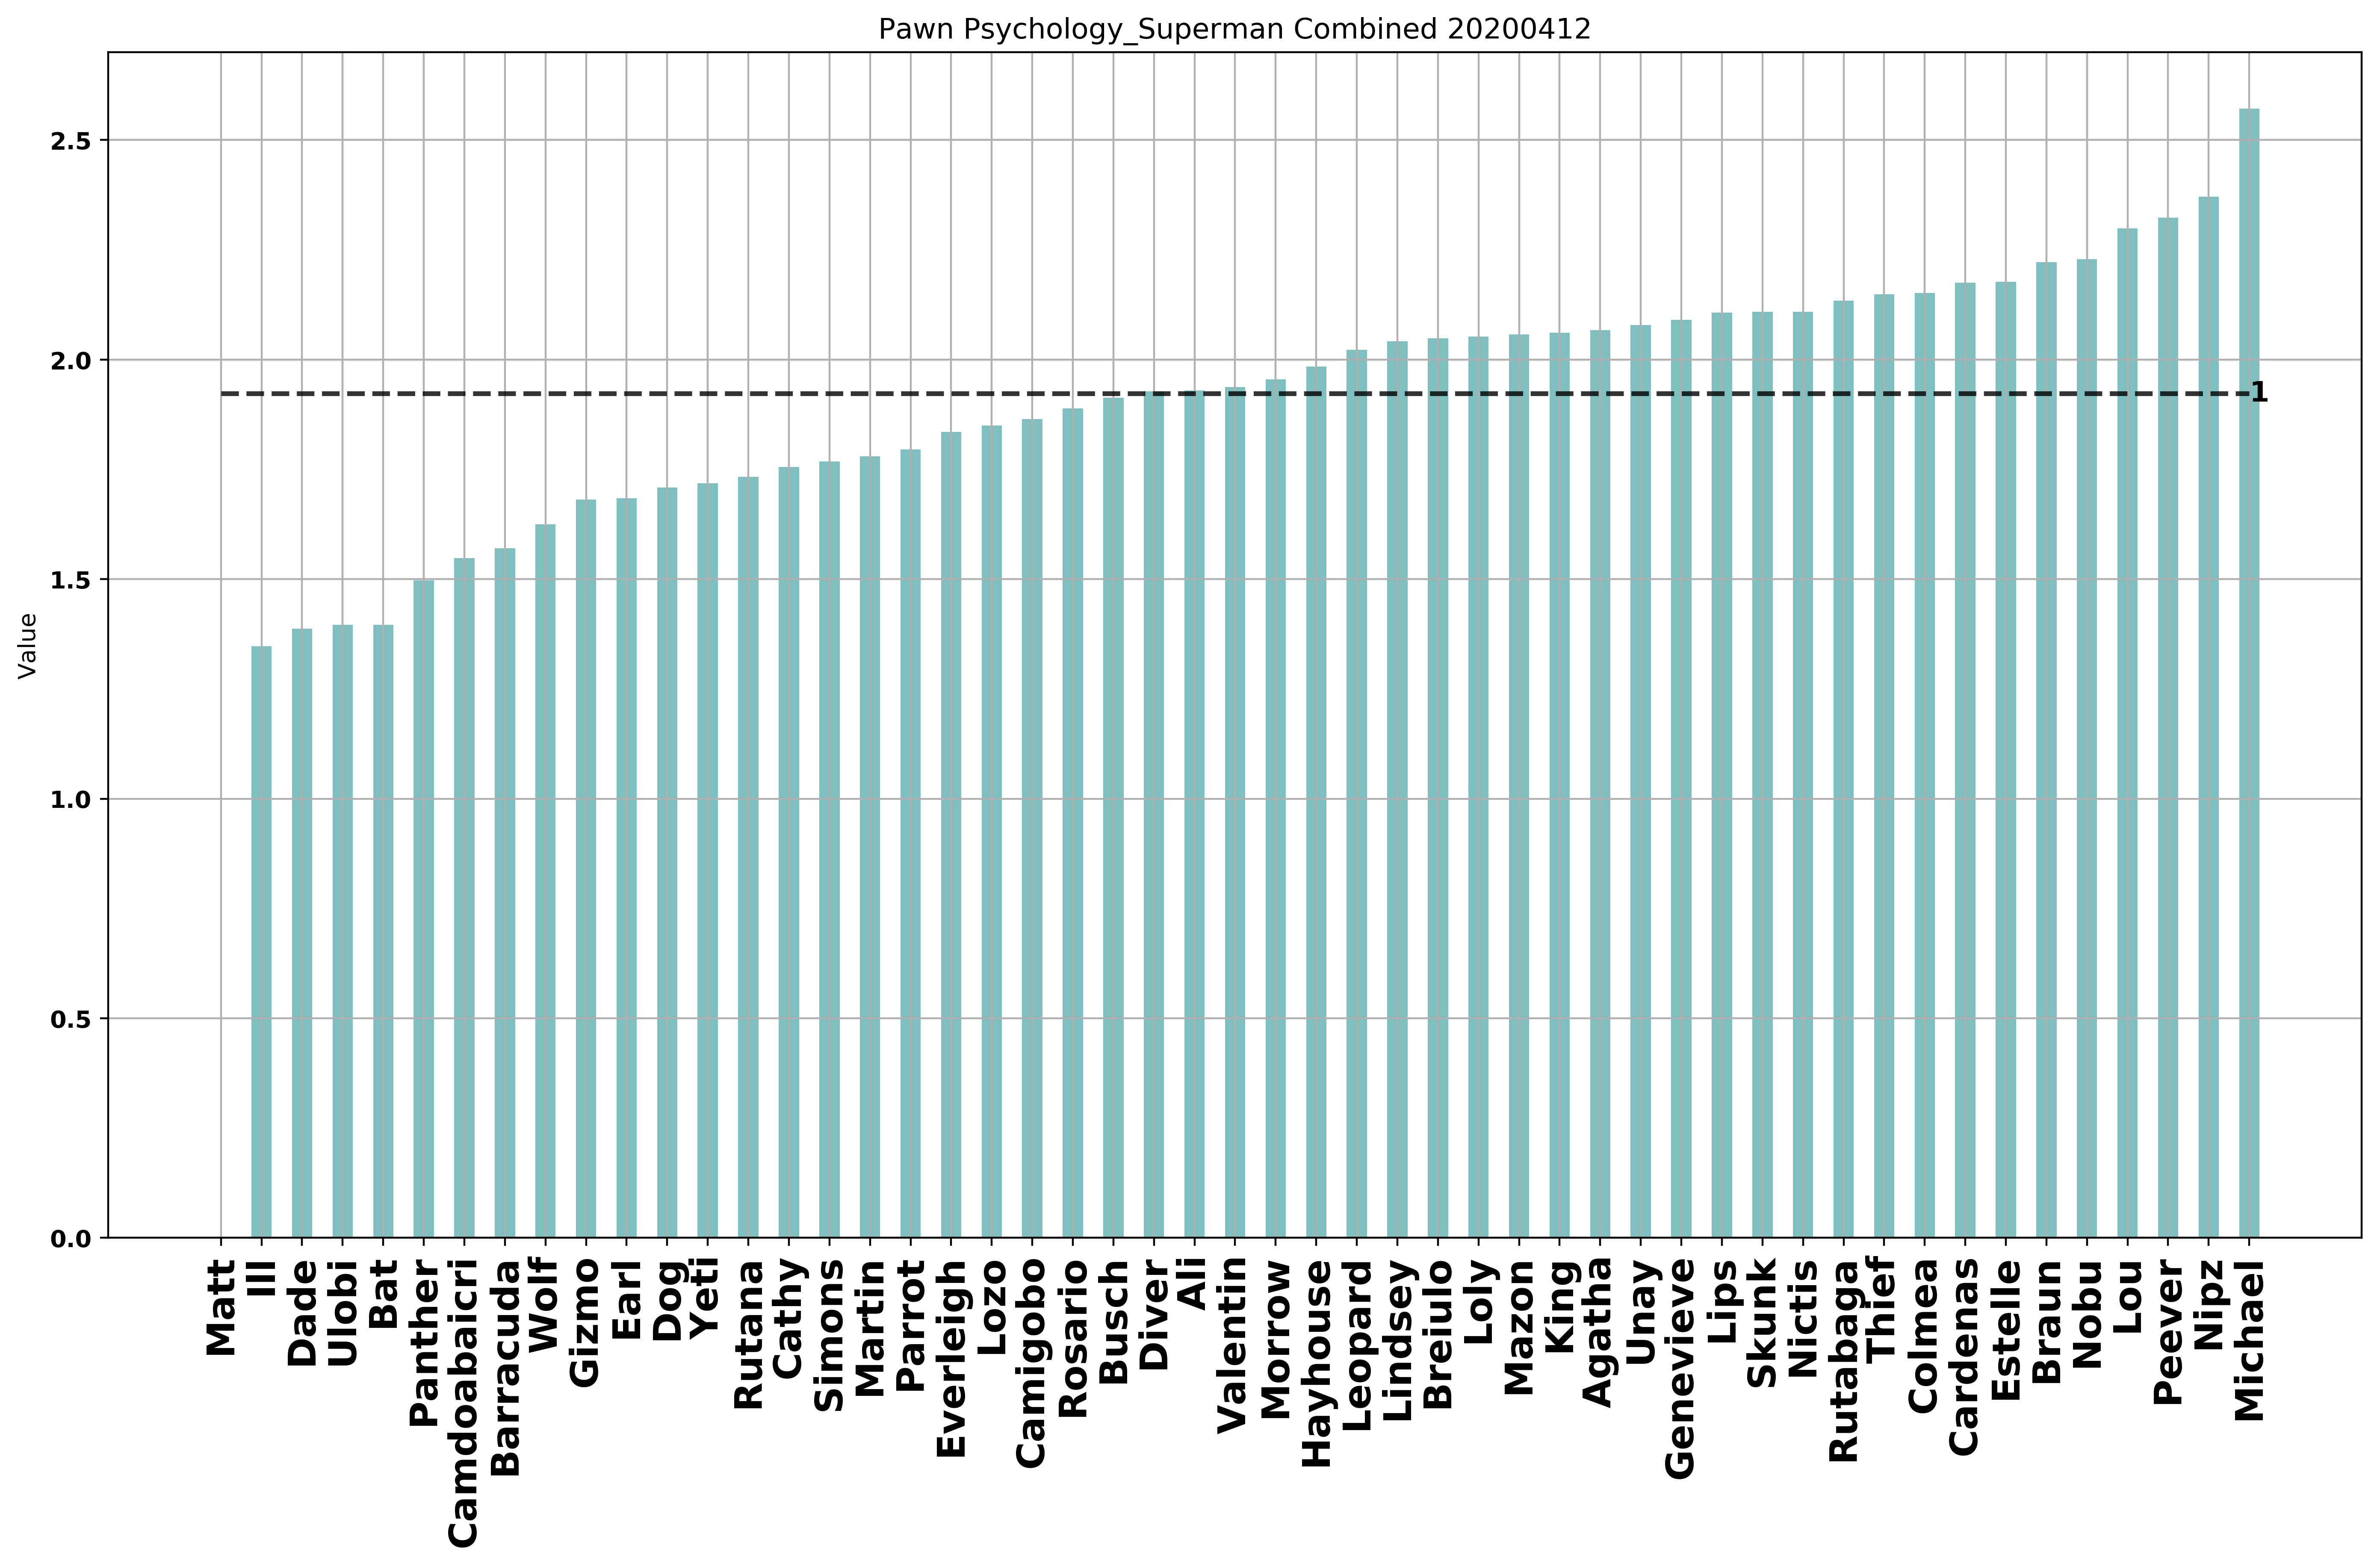 Pawn Psychology_Superman Combined 20200412
Value
2.5
2.0
1.5
1.0
0.5
0.0
1
Matt
Ill
Dade
Ulobi
Bat
Panther
Camdoabaicri
Barracuda
Wolf
Gizmo
Earl
Dog
Yeti
Rutana
Cathy
Simons
Martin
Parrot
Everleigh
Lozo
Camigobo
Rosario
Busch
Diver
Ali
Valentin
Morrow
Hayhouse
Leopard
Lindsey
Breiulo
Loly
Mazon
King
Agatha
Unay
Genevieve
Lips
Skunk
Nictis
Rutabaga
Thief
Colmea
Cardenas
Estelle
Braun
Nobu
Lou
Peever
Nipz
Michael